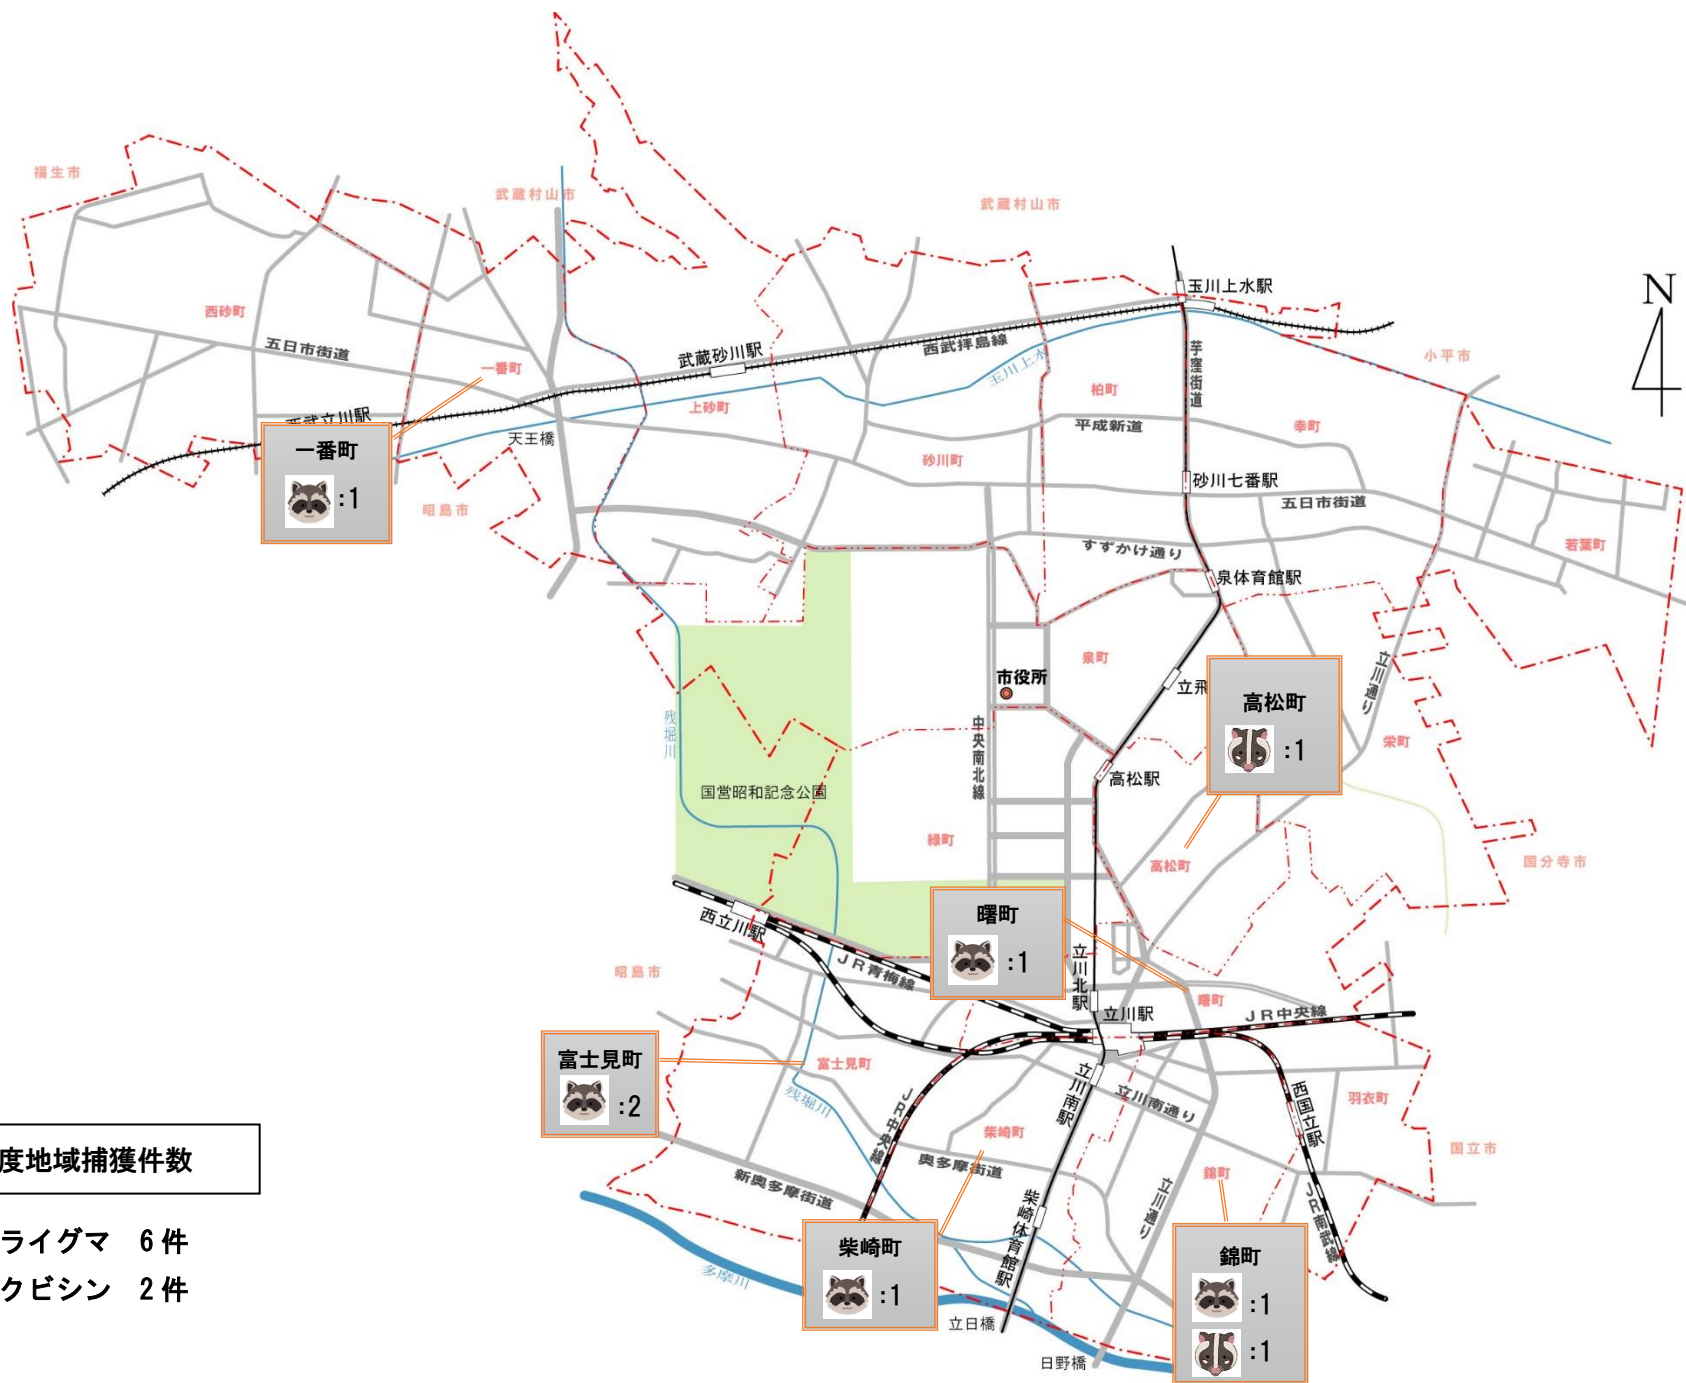 福生市
武蔵村山市
武蔵村山市
N
玉川上水駅
西砂町
五日市街道
一番町
武蔵砂川駅
西武拝島線
玉川上水
芋窪街道
小平市
柏町
上砂町
西武立川駅
天王橋
平成新道
幸町
一番町
:1
砂川町
砂川七番駅
五日市街道
昭島市
すずかけ通り
若葉町
泉体育館駅
泉町
市役所
立飛
立川通り
高松町
:1
残堀川
中央南北線
栄町
高松駅
国営昭和記念公園
緑町
高松町
国分寺市
西立川駅
曙町
:1
JR青梅線
立川北駅
昭島市
曙町
立川駅
JR中央線
富士見町
:2
富士見町
残堀川
JR中央線
立川南駅
立川南通り
西国立駅
羽衣町
柴崎町
国立市
度地域捕獲件数
奥多摩街道
新奥多摩街道
錦町
柴崎体育館駅
立川通り
JR南武線
ライグマ 6件
クビシン 2件
柴崎町
:1
錦町
:1
:1
多摩川
立日橋
日野橋